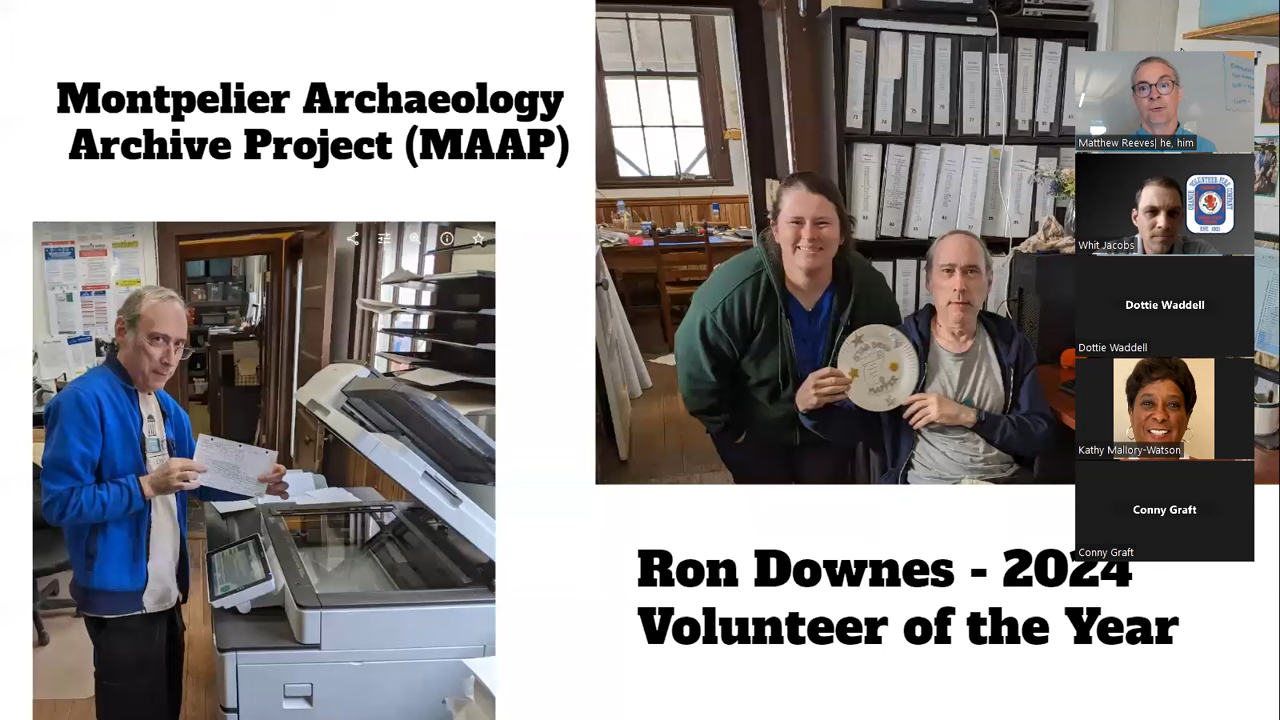 Montpelier Archaeology
Archive Project (MAAP)
Matthew Reeves| he, him
Whit Jacobs
Dottie Waddell
Dottie Waddell
Kathy Mallory-Watson
Conny Graft
Conny Graft
Ron Downes - 2024
Volunteer of the Year